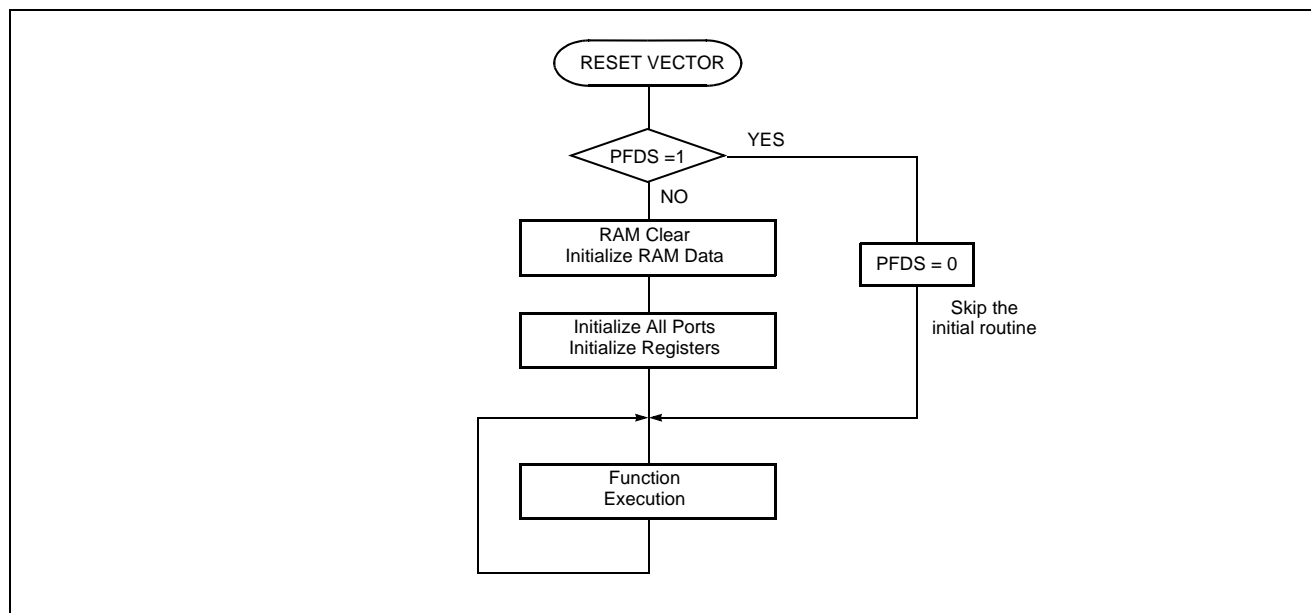 RESET VECTOR
YES
PFDS =1
NO
RAM Clear
Initialize RAM Data
PFDS = 0
Skip the
initial routine
Initialize All Ports
Initialize Registers
Function
Execution